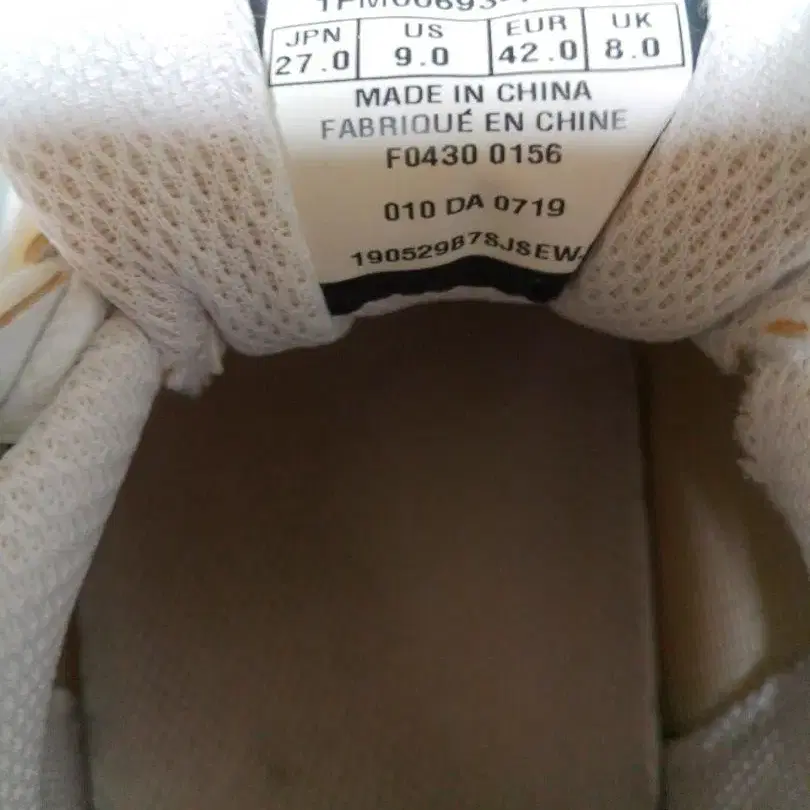 JPN US EUR UK
27.0 9.0 42.0 8.0
MADE IN CHINA
FABRIQUÉ EN CHINE
F0430 0156
010 DA 0719